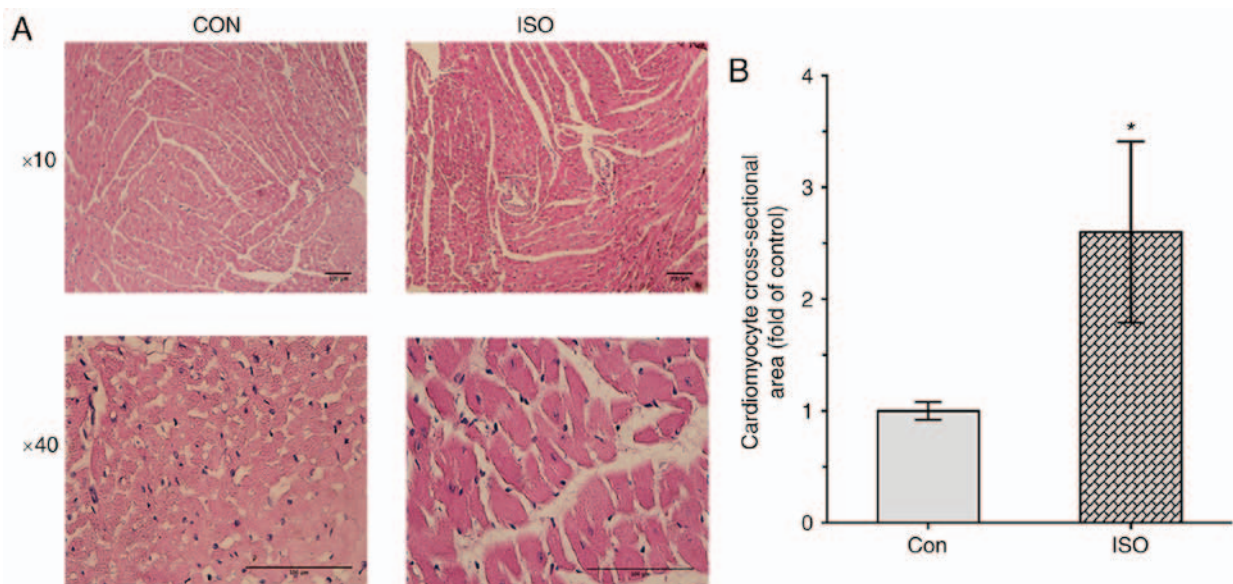 A
CON
ISO
×10
×40
B
Cardiomyocyte cross-sectional
area (fold of control)
4
3
2
1
0
*
Con
ISO